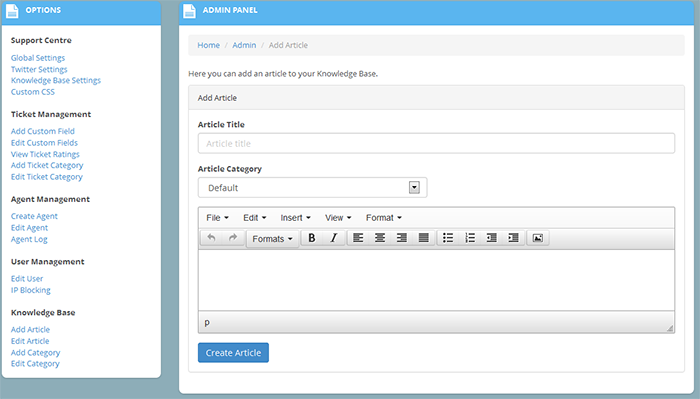 OPTIONS
Support Centre
Global Settings
Twitter Settings
Knowledge Base Settings
Custom CSS
Ticket Management
Add Custom Field
Edit Custom Fields
View Ticket Ratings
Add Ticket Category
Edit Ticket Category
Agent Management
Create Agent
Edit Agent
Agent Log
User Management
Edit User
IP Blocking
Knowledge Base
Add Article
Edit Article
Add Category
Edit Category
ADMIN PANEL
Home / Admin / Add Article
Here you can add an article to your Knowledge Base.
Add Article
Article Title
Article title
Article Category
Default
File Edit Insert View Format
Formats B I
p
Create Article